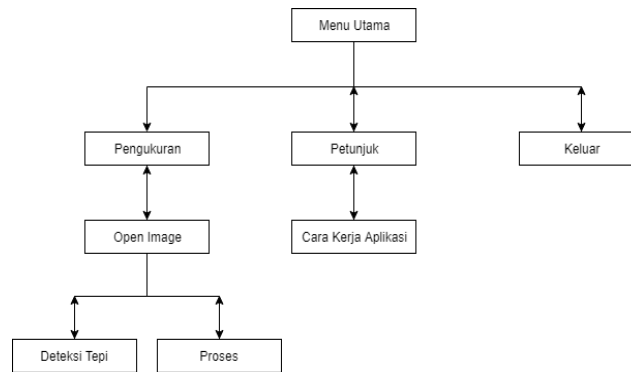 Menu Utama
Pengukuran
Petunjuk
Keluar
Open Image
Cara Kerja Aplikasi
Deteksi Tepi
Proses